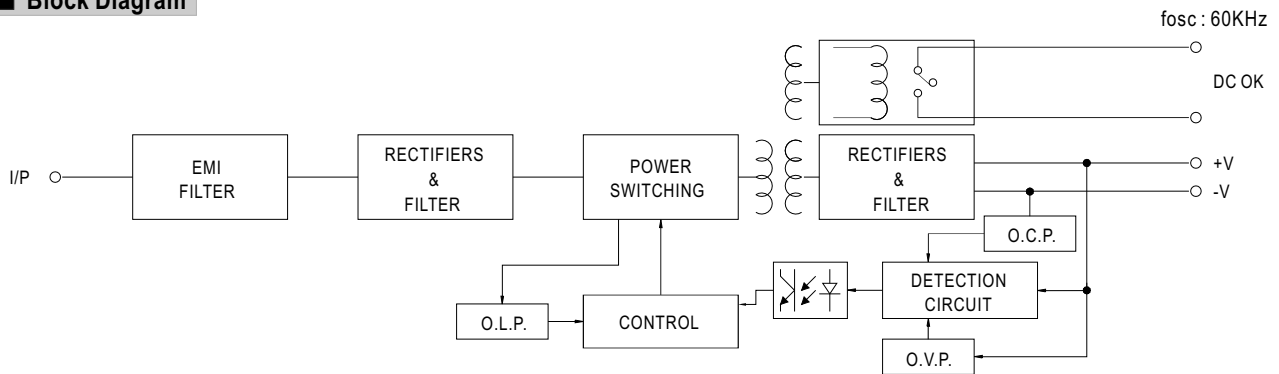 ■ Block Diagram
fosc : 60KHz
DC OK
I/P
EMI
FILTER
RECTIFIERS
&
FILTER
POWER
SWITCHING
RECTIFIERS
&
FILTER
+V
-V
O.C.P.
DETECTION
CIRCUIT
O.L.P.
CONTROL
O.V.P.